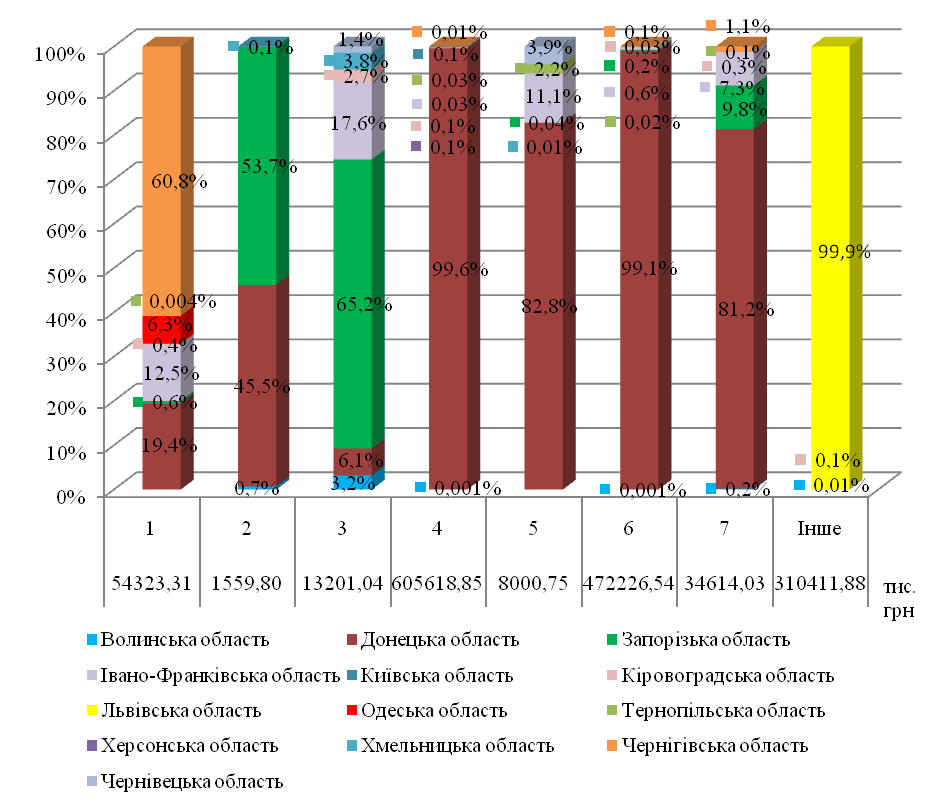 0,01% 0,1% 1,1%
100% 0,1% 1,4% 0,1% 3,9% 0,03% 0,1%
3,8% 2,2% 0,2% 0,3%
2,7% 0,03% 7,3%
90% 0,03% 11,1% 0,6% 9,8%
17,6% 0,1% 0,04% 0,02%
80% 0,1% 0,01%
70% 60,8% 53,7%
60%
50% 99,6% 99,1% 99,9%
0,004% 65,2% 82,8% 81,2%
40% 6,3%
0,4%
30% 12,5% 45,5%
20% 0,6%
10% 19,4% 6,1% 0,1%
0% 0,7% 3,2% 0,001% 0,001% 0,2% 0,01%
1 2 3 4 5 6 7 Інше
54323,31 1559,80 13201,04 605618,85 8000,75 472226,54 34614,03 310411,88 тис.
грн
Волинська область Донецька область Запорізька область
Івано-Франківська область Київська область Кіровоградська область
Львівська область Одеська область Тернопільська область
Херсонська область Хмельницька область Чернігівська область
Чернівецька область